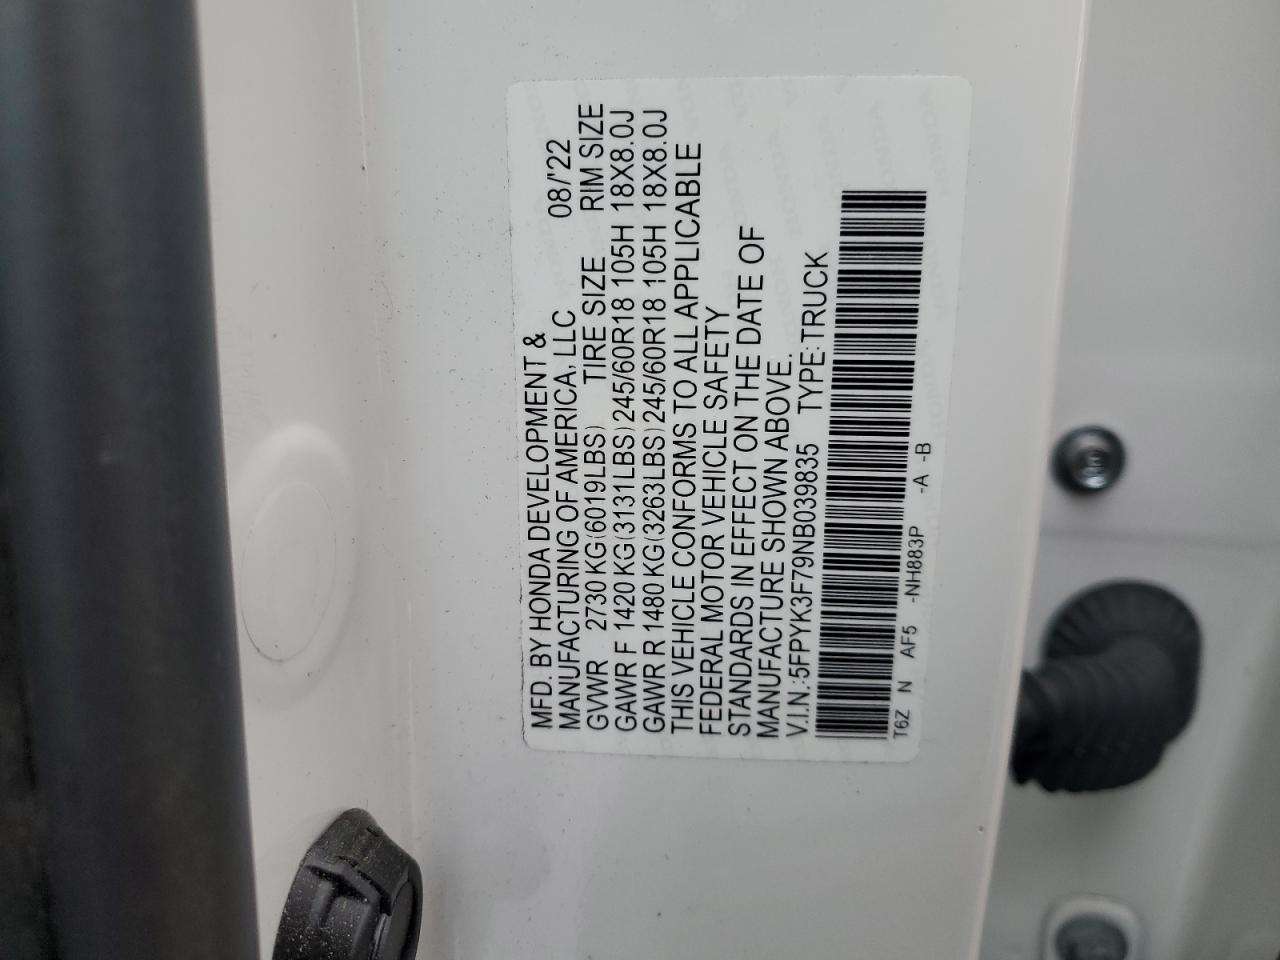 MFD. BY HONDA DEVELOPMENT &
MANUFACTURING OF AMERICA, LLC 08/'22
GVWR 2730 KG(6019LBS) TIRE SIZE RIM SIZE
GAWR F 1420 KG(3131LBS) 245/60R18 105H 18X8.0J
GAWR R 1480 KG(3263LBS) 245/60R18 105H 18X8.0J
THIS VEHICLE CONFORMS TO ALL APPLICABLE
FEDERAL MOTOR VEHICLE SAFETY
STANDARDS IN EFFECT ON THE DATE OF
MANUFACTURE SHOWN ABOVE.
V.I.N.:5FPYK3F79NB039835 TYPE:TRUCK
T6Z N AF5 -NH883P -A -B